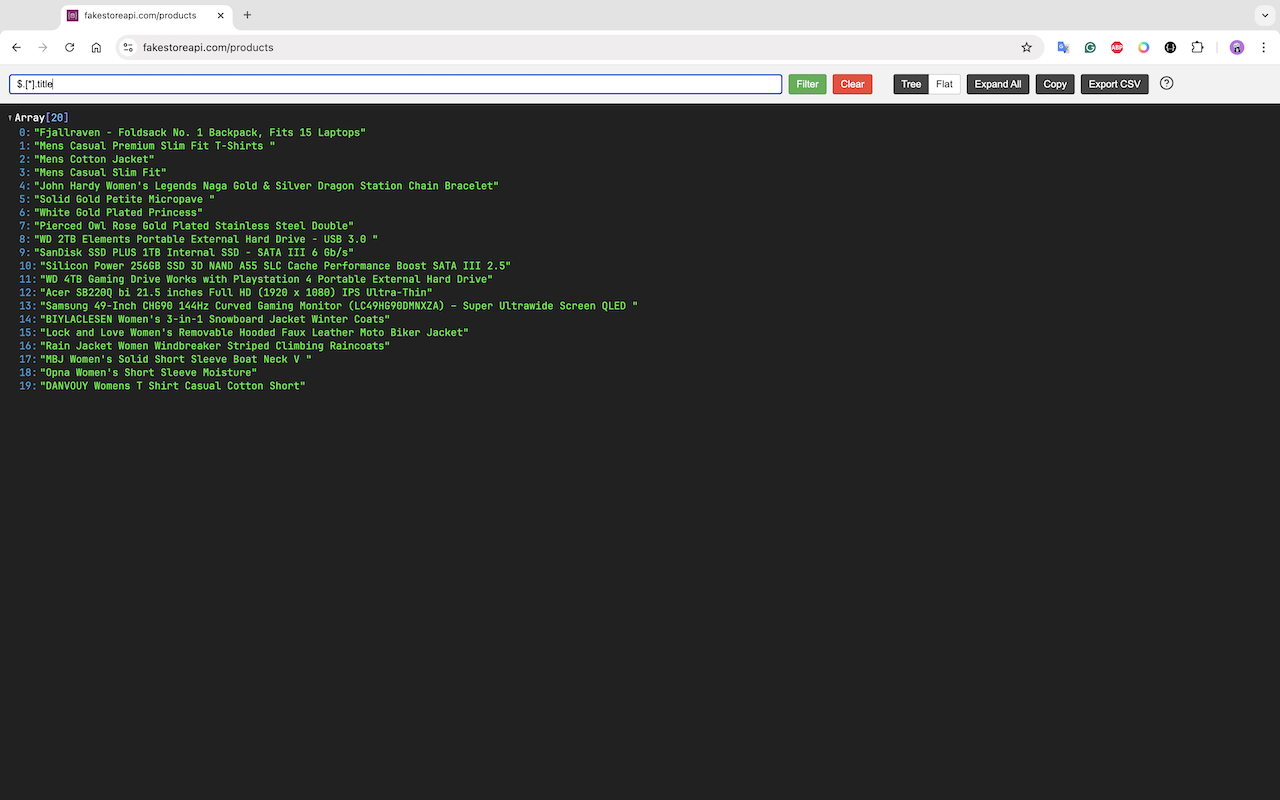 fakestoreapi.com/products
fakestoreapi.com/products
ABP
$.[*].title
Filter
Clear
Tree
Flat
Expand All
Copy
Export CSV
?
Array[20]
0: "Fjallraven - Foldsack No. 1 Backpack, Fits 15 Laptops"
1: "Mens Casual Premium Slim Fit T-Shirts "
2: "Mens Cotton Jacket"
3: "Mens Casual Slim Fit"
4: "John Hardy Women's Legends Naga Gold & Silver Dragon Station Chain Bracelet"
5: "Solid Gold Petite Micropave "
6: "White Gold Plated Princess"
7: "Pierced Owl Rose Gold Plated Stainless Steel Double"
8: "WD 2TB Elements Portable External Hard Drive - USB 3.0 "
9: "SanDisk SSD PLUS 1TB Internal SSD - SATA III 6 Gb/s"
10: "Silicon Power 256GB SSD 3D NAND A55 SLC Cache Performance Boost SATA III 2.5"
11: "WD 4TB Gaming Drive Works with Playstation 4 Portable External Hard Drive"
12: "Acer SB220Q bi 21.5 inches Full HD (1920 x 1080) IPS Ultra-Thin"
13: "Samsung 49-Inch CHG90 144Hz Curved Gaming Monitor (LC49HG90DMNXZA) – Super Ultrawide Screen QLED "
14: "BIYLACLESEN Women's 3-in-1 Snowboard Jacket Winter Coats"
15: "Lock and Love Women's Removable Hooded Faux Leather Moto Biker Jacket"
16: "Rain Jacket Women Windbreaker Striped Climbing Raincoats"
17: "MBJ Women's Solid Short Sleeve Boat Neck V "
18: "Opna Women's Short Sleeve Moisture"
19: "DANVOUY Womens T Shirt Casual Cotton Short"